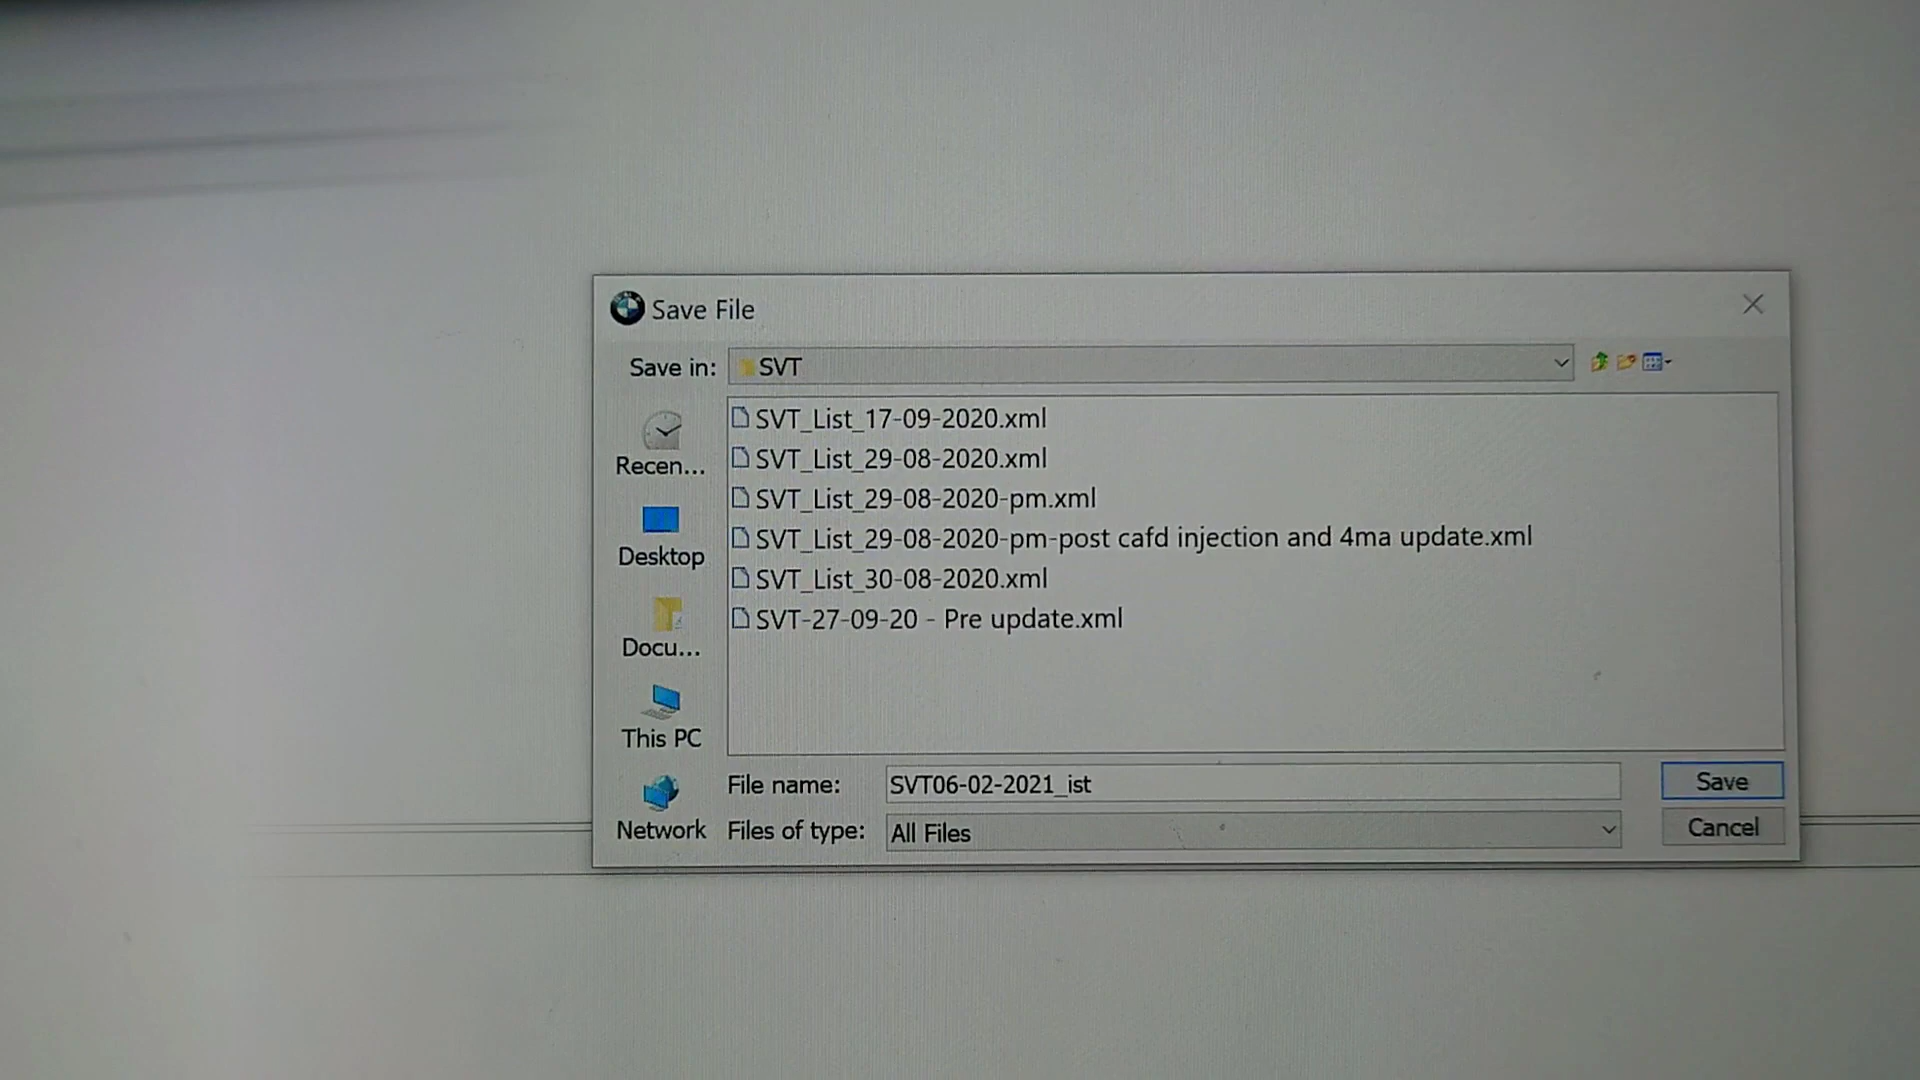 Save File
Save in: SVT
SVT_List_17-09-2020.xml
SVT_List_29-08-2020.xml
SVT_List_29-08-2020-pm.xml
SVT_List_29-08-2020-pm-post cafd injection and 4ma update.xml
SVT_List_30-08-2020.xml
SVT-27-09-20 - Pre update.xml
Recen...
Desktop
Docu...
This PC
Network
File name: SVT06-02-2021_ist
Save
Files of type: All Files
Cancel